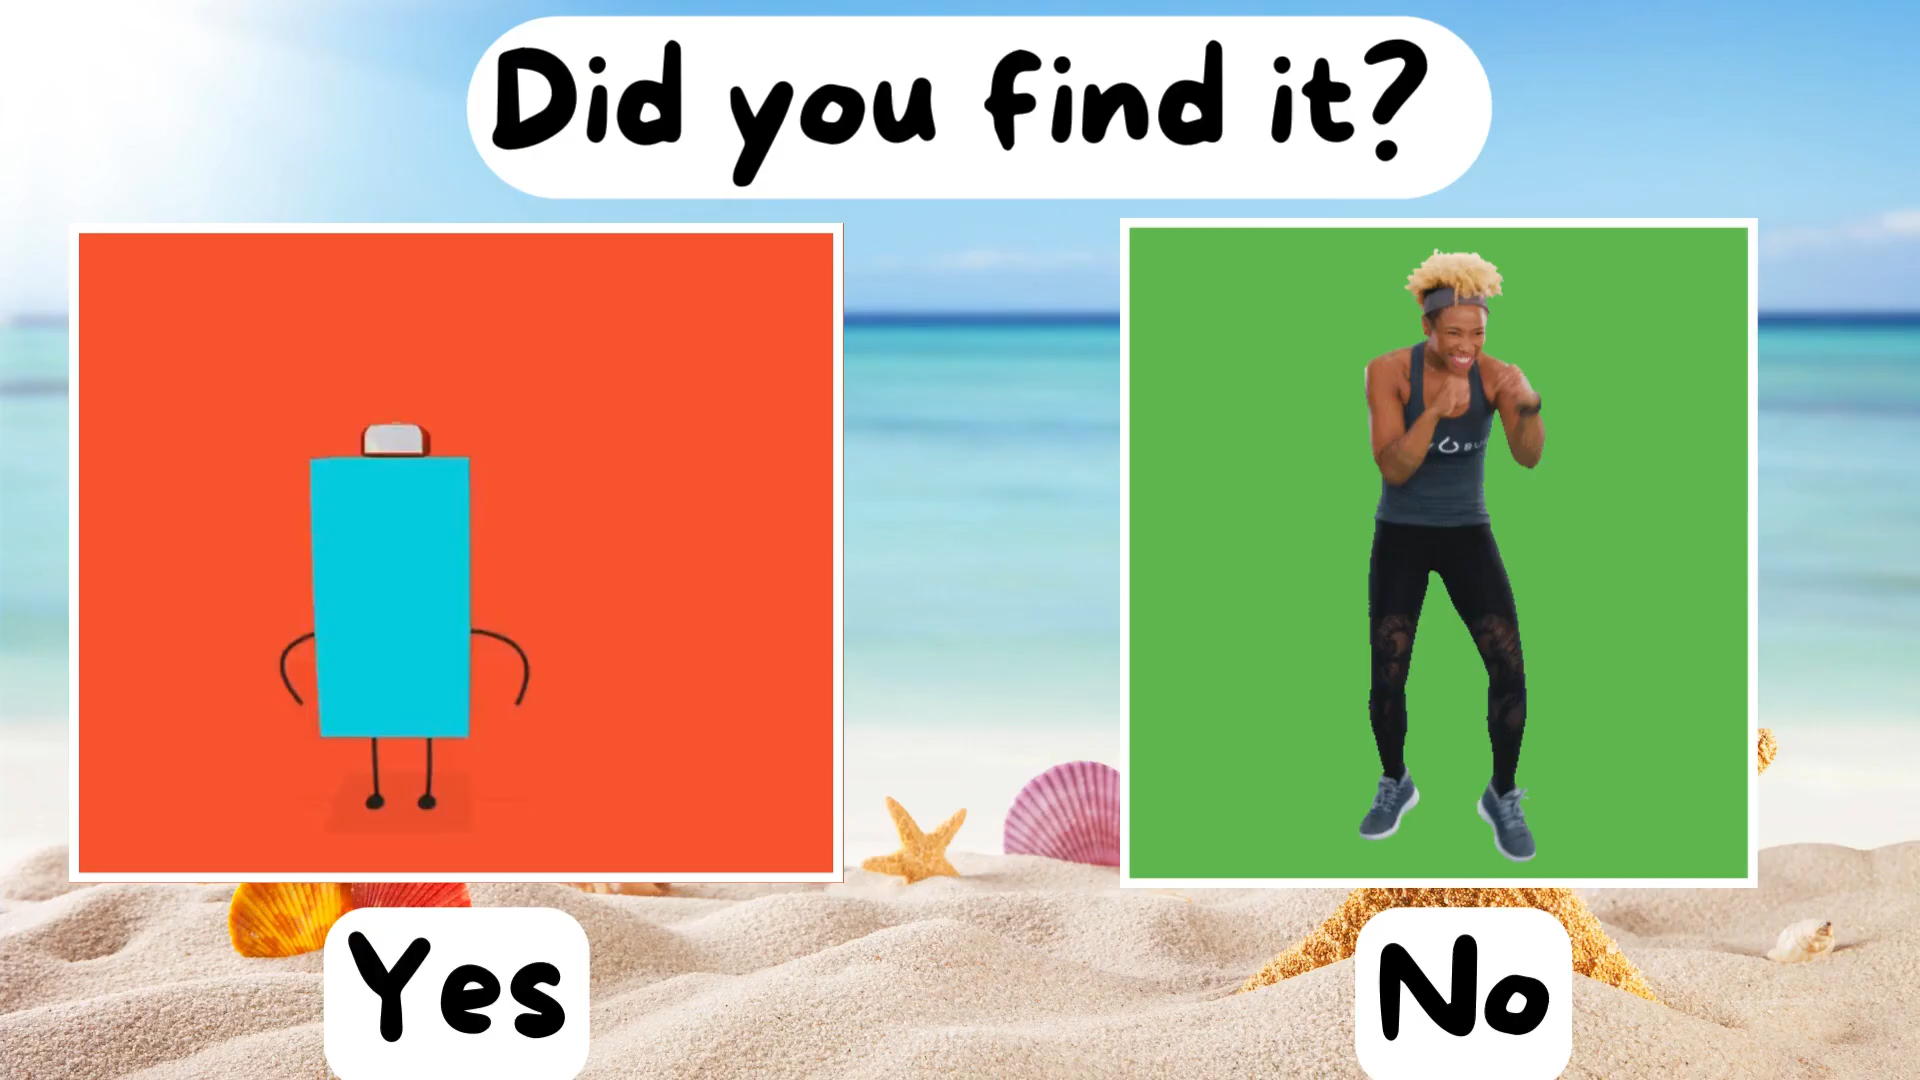 Did you find it?
Yes
No